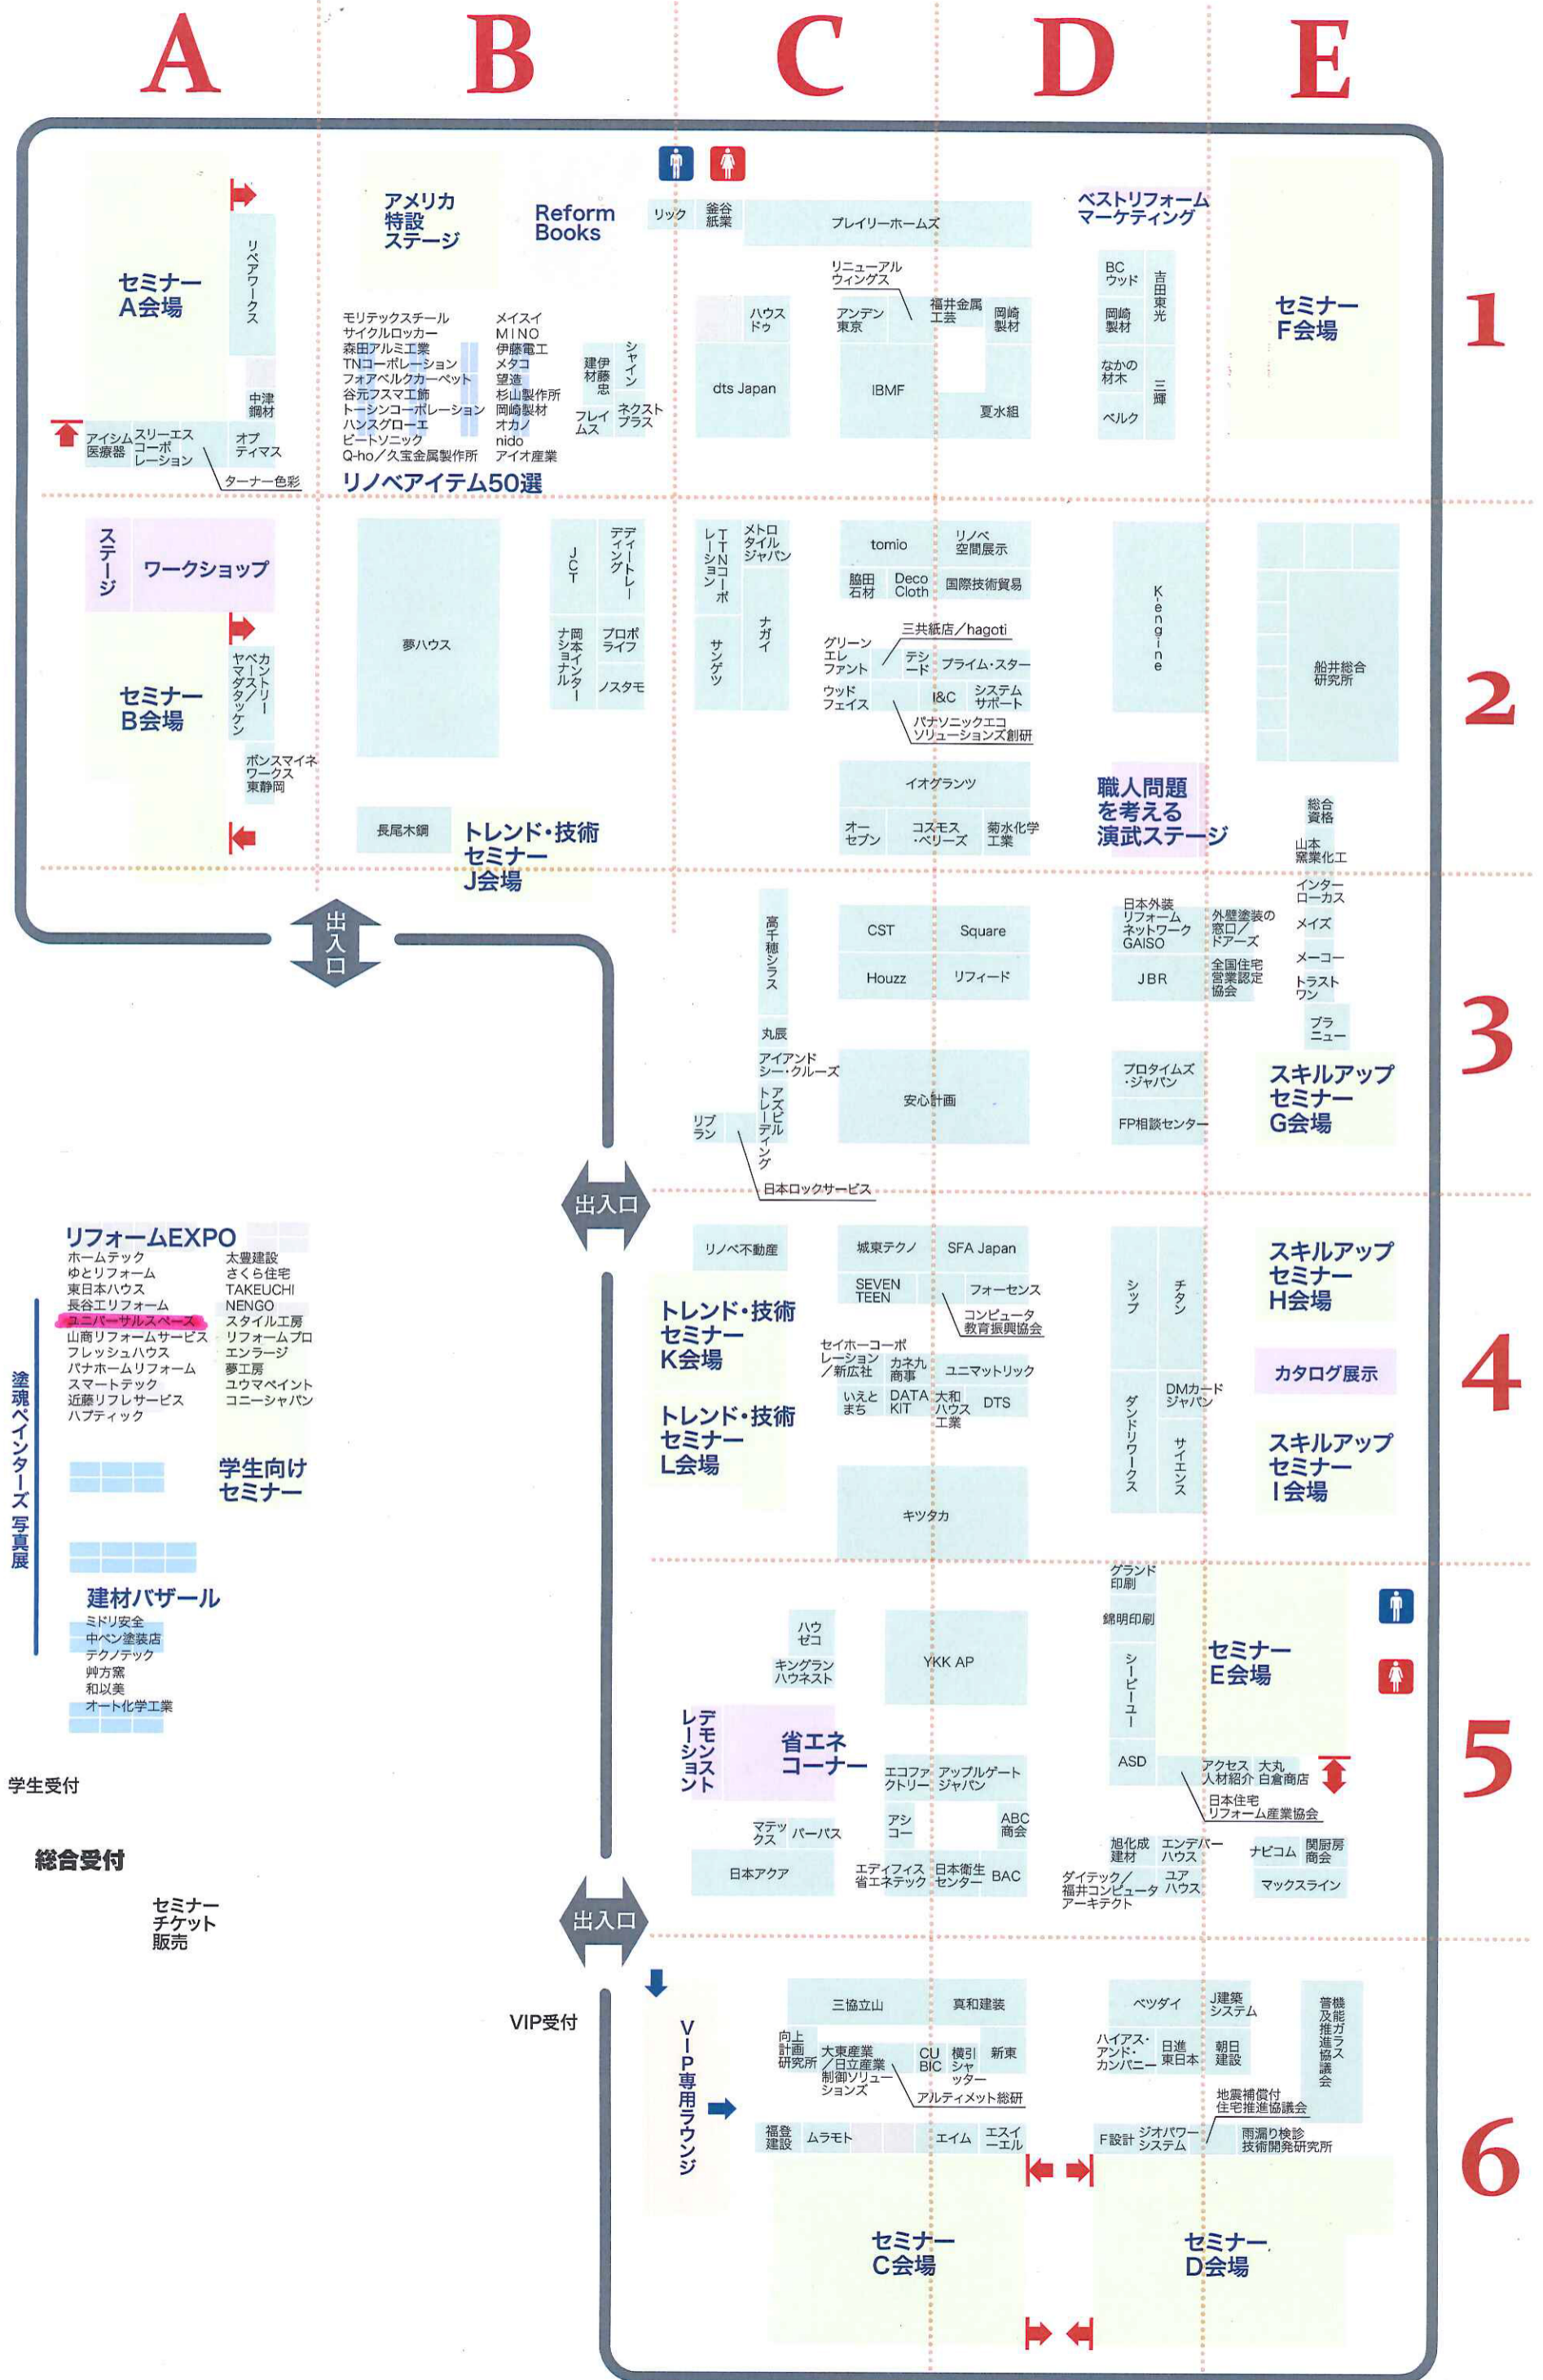 A
B
C
D
E
1
2
3
4
5
6
セミナー
A会場
リペアワークス
中津
鋼材
アイシム
医療器
スリーエス
コーポ
レーション
オプ
ティマス
ターナー色彩
アメリカ
特設
ステージ
Reform
Books
モリテックスチール
サイクルロッカー
森田アルミ工業
TNコーポレーション
フォアベルクカーペット
谷元フスマ工飾
トーシンコーポレーション
ハンスグローエ
ビートソニック
Q-ho／久宝金属製作所
メイスイ
MINO
伊藤電工
メタコ
望造
杉山製作所
岡崎製材
オカノ
nido
アイオ産業
リノベアイテム50選
伊藤忠
建材
シャイン
フレイ
ムス
ネクスト
プラス
リック
釜谷
紙業
プレイリーホームズ
リニューアル
ウィングス
ハウス
ドゥ
アンデン
東京
福井金属
工芸
岡崎
製材
dts Japan
IBMF
夏水組
ベストリフォーム
マーケティング
BC
ウッド
吉田東光
岡崎
製材
なかの
材木
三輝
ベルク
セミナー
F会場
ステージ
ワークショップ
セミナー
B会場
カントリー
ベース／
ヤマダタッケン
ボンスマイネ
ワークス
東静岡
夢ハウス
JCT
ディートレー
ディング
岡本インター
ナショナル
プロポ
ライフ
ノスタモ
長尾木鋼
トレンド・技術
セミナー
J会場
TTNコーポ
レーション
メトロ
タイル
ジャパン
サンゲツ
ナガイ
tomio
リノベ
空間展示
脇田
石材
Deco
Cloth
国際技術貿易
三共紙店／hagoti
グリーン
エレ
ファント
テシ
ード
プライム・スター
ウッド
フェイス
I&C
システム
サポート
パナソニックエコ
ソリューションズ創研
イオグランツ
オー
セブン
コスモス
・ベリーズ
菊水化学
工業
K-engine
職人問題
を考える
演武ステージ
船井総合
研究所
総合
資格
山本
窯業化工
インター
ローカス
メイズ
メーコー
トラスト
ワン
ブラ
ニュー
出入口
高千穂シラス
丸辰
アイアンド
シー・クルーズ
アズビル
トレーディング
リブ
ラン
日本ロックサービス
CST
Square
Houzz
リフィード
安心計画
日本外装
リフォーム
ネットワーク
GAISO
外壁塗装の
窓口／
ドアーズ
JBR
全国住宅
営業認定
協会
プロタイムズ
・ジャパン
FP相談センター
スキルアップ
セミナー
G会場
出入口
リフォームEXPO
ホームテック
ゆとりフォーム
東日本ハウス
長谷工リフォーム
ユニバーサルスペース
山商リフォームサービス
フレッシュハウス
パナホームリフォーム
スマートテック
近藤リフレサービス
ハプティック
太豊建設
さくら住宅
TAKEUCHI
NENGO
スタイル工房
リフォームプロ
エンラージ
夢工房
ユウマペイント
コニーシャパン
塗魂ペインターズ 写真展
学生向け
セミナー
建材バザール
ミドリ安全
中ペン塗装店
テクノテック
艸方窯
和以美
オート化学工業
学生受付
総合受付
セミナー
チケット
販売
リノベ不動産
トレンド・技術
セミナー
K会場
トレンド・技術
セミナー
L会場
城東テクノ
SFA Japan
SEVEN
TEEN
フォーセンス
コンピュータ
教育振興協会
セイホーコーポ
レーション
／新広社
カネ九
商事
ユニマットリック
いえと
まち
DATA
KIT
大和
ハウス
工業
DTS
キツタカ
シップ
チタン
ダンドリワークス
DMカード
ジャパン
サイエンス
スキルアップ
セミナー
H会場
カタログ展示
スキルアップ
セミナー
I会場
ハウ
ゼコ
キングラン
ハウネスト
YKK AP
デモンスト
レーション
省エネ
コーナー
エコファ
クトリー
アップルゲート
ジャパン
アシ
コー
ABC
商会
マテッ
クス
パーパス
日本アクア
エディフィス
省エネテック
日本衛生
センター
BAC
グランド
印刷
錦明印刷
シーピーユー
ASD
セミナー
E会場
アクセス
人材紹介
大丸
白倉商店
日本住宅
リフォーム産業協会
旭化成
建材
エンデバー
ハウス
ダイテック／
福井コンピュータ
アーキテクト
ユア
ハウス
ナビコム
関厨房
商会
マックスライン
出入口
VIP受付
VIP専用ラウンジ
三協立山
真和建装
向上
計画
研究所
大東産業
／日立産業
制御ソリュー
ションズ
CU
BIC
横引
シャ
ッター
新東
アルティメット総研
福登
建設
ムラモト
エイム
エスイ
ーエル
セミナー
C会場
ベツダイ
J建築
システム
ハイアス・
アンド・
カンパニー
日進
東日本
朝日
建設
機能ガラス
普及推進協議会
地震補償付
住宅推進協議会
F設計
ジオパワー
システム
雨漏り検診
技術開発研究所
セミナー
D会場